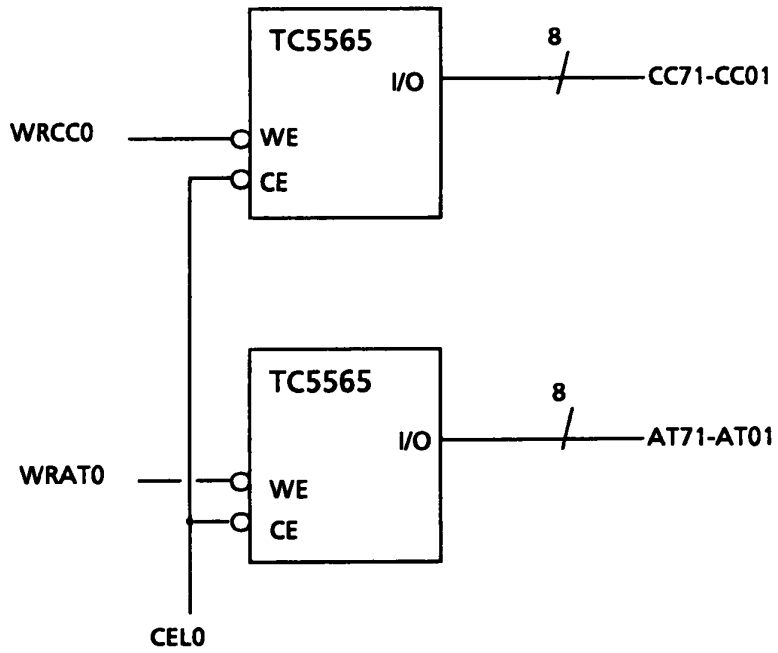 TC5565
I/O
8
CC71-CC01
WRCC0
WE
CE
TC5565
I/O
8
AT71-AT01
WRAT0
WE
CE
CEL0